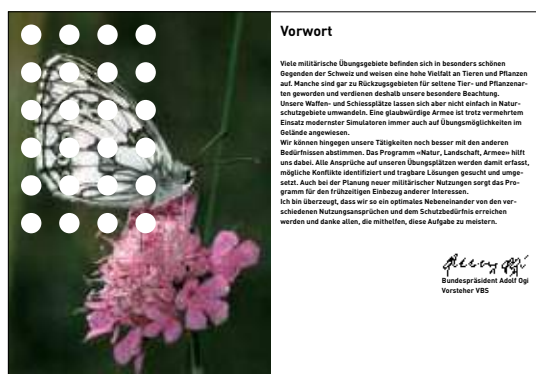 Vorwort
Viele militärische Übungsgebiete befinden sich in besonders schönen
Gegenden der Schweiz und weisen eine hohe Vielfalt an Tieren und Pflanzen
auf. Manche sind gar zu Rückzugsgebieten für seltene Tier- und Pflanzenar-
ten geworden und verdienen deshalb unsere besondere Beachtung.
Unsere Waffen- und Schiessplätze lassen sich aber nicht einfach in Natur-
schutzgebiete umwandeln. Eine glaubwürdige Armee ist trotz vermehrtem
Einsatz modernster Simulatoren immer auch auf Übungsmöglichkeiten im
Gelände angewiesen.
Wir können hingegen unsere Tätigkeiten noch besser mit den anderen
Bedürfnissen abstimmen. Das Programm «Natur, Landschaft, Armee» hilft
uns dabei. Alle Ansprüche auf unseren Übungsplätzen werden damit erfasst,
mögliche Konflikte identifiziert und tragbare Lösungen gesucht und umge-
setzt. Auch bei der Planung neuer militärischer Nutzungen sorgt das Pro-
gramm für den frühzeitigen Einbezug anderer Interessen.
Ich bin überzeugt, dass wir so ein optimales Nebeneinander von den ver-
schiedenen Nutzungsansprüchen und dem Schutzbedürfnis erreichen
werden und danke allen, die mithelfen, diese Aufgabe zu meistern.
Bundespräsident Adolf Ogi
Vorsteher VBS